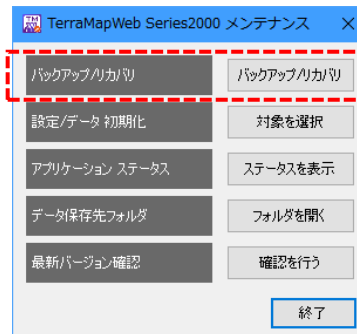 TerraMapWeb Series2000 メンテナンス
バックアップ/リカバリ バックアップ/リカバリ
設定/データ 初期化 対象を選択
アプリケーション ステータス ステータスを表示
データ保存先フォルダ フォルダを開く
最新バージョン確認 確認を行う
終了